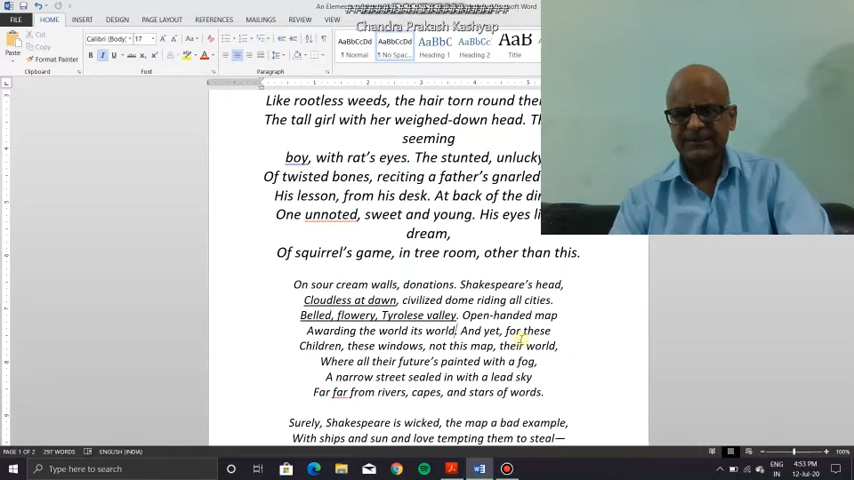 An Elemen
soft Word
Chandra Prakash Kashyap
FILE HOME INSERT DESIGN PAGE LAYOUT REFERENCES MAILINGS REVIEW VIEW
Cut
Copy
Format Painter
Paste
Clipboard
Calibri (Body) 17
Font
Paragraph
AaBbCcDd AaBbCcDd AaBbC AaBbCc AaB
¶ Normal ¶ No Spac... Heading 1 Heading 2 Title
Like rootless weeds, the hair torn round
The tall girl with her weighed-down head.
seeming
boy, with rat's eyes. The stunted, unlucky
Of twisted bones, reciting a father's gnarled
His lesson, from his desk. At back of the
One unnoted, sweet and young. His eyes
dream,
Of squirrel's game, in tree room, other than this.
On sour cream walls, donations. Shakespeare's head,
Cloudless at dawn, civilized dome riding all cities.
Belled, flowery, Tyrolese valley. Open-handed map
Awarding the world its world. And yet, for these
Children, these windows, not this map, their world,
Where all their future's painted with a fog,
A narrow street sealed in with a lead sky
Far far from rivers, capes, and stars of words.
Surely, Shakespeare is wicked, the map a bad example,
With ships and sun and love tempting them to steal—
PAGE 1 OF 2 297 WORDS ENGLISH (INDIA)
100%
Type here to search
ENG
IN
4:53 PM
12-Jul-20